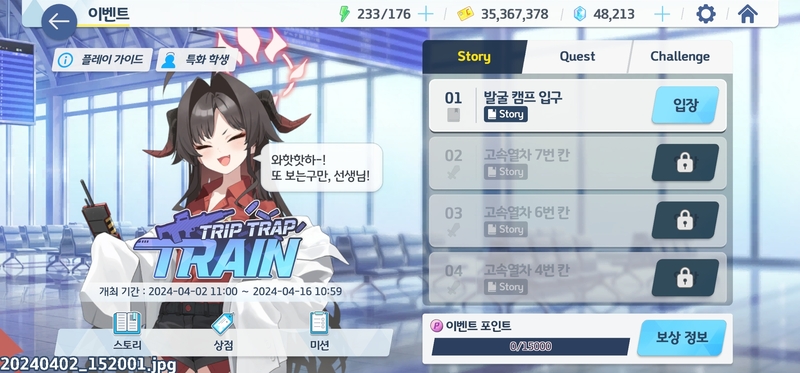 이벤트
233/176
35,367,378
48,213
플레이 가이드
특화 학생
와핫핫하-!
또 보는구만, 선생님!
TRIP TRAP
TRAIN
개최 기간 : 2024-04-02 11:00 ~ 2024-04-16 10:59
스토리
상점
미션
Story
Quest
Challenge
01
발굴 캠프 입구
Story
입장
02
고속열차 7번 칸
Story
03
고속열차 6번 칸
Story
04
고속열차 4번 칸
Story
이벤트 포인트
0/15000
보상 정보
20240402_152001.jpg